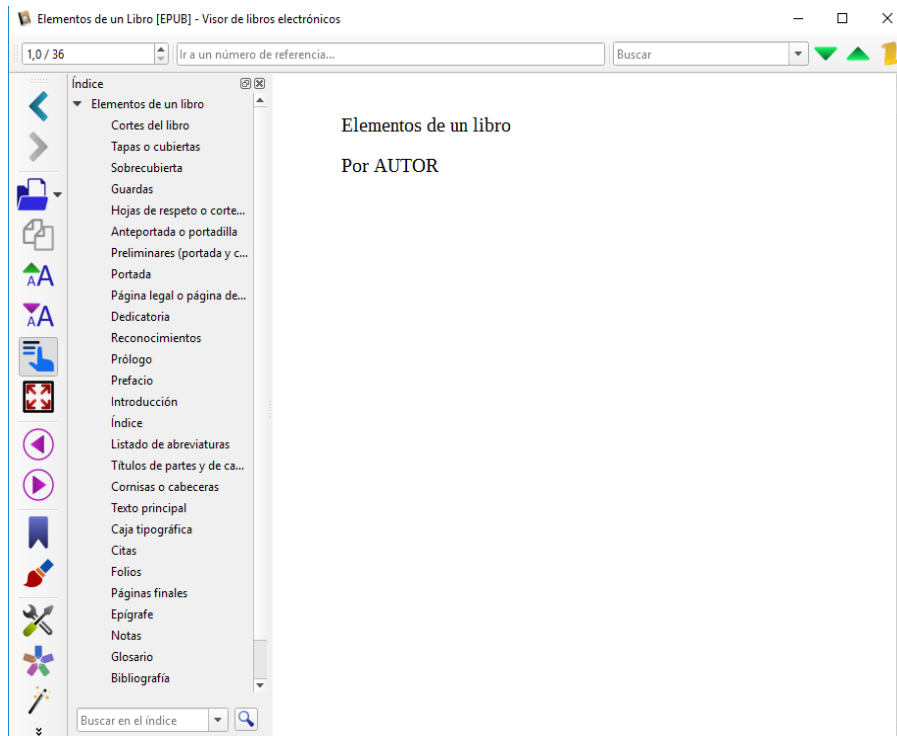 Elementos de un Libro [EPUB] - Visor de libros electrónicos
1,0 / 36
Ir a un número de referencia...
Buscar
Índice
Elementos de un libro
Cortes del libro
Tapas o cubiertas
Sobrecubierta
Guardas
Hojas de respeto o corte...
Anteportada o portadilla
Preliminares (portada y c...
Portada
Página legal o página de...
Dedicatoria
Reconocimientos
Prólogo
Prefacio
Introducción
Índice
Listado de abreviaturas
Títulos de partes y de ca...
Cornisas o cabeceras
Texto principal
Caja tipográfica
Citas
Folios
Páginas finales
Epígrafe
Notas
Glosario
Bibliografía
Buscar en el índice
AA
AA
Elementos de un libro
Por AUTOR